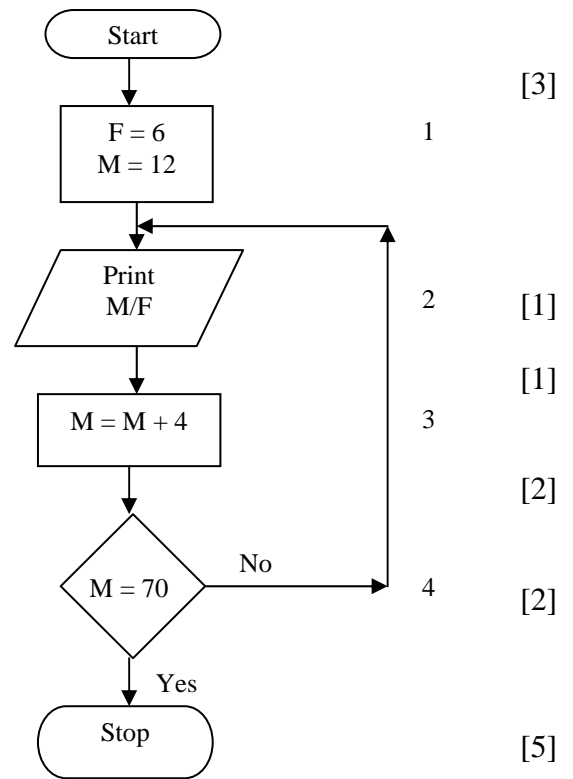 Start
[3]
F = 6
1
M = 12
Print
M/F
2
[1]
[1]
M = M + 4
3
[2]
No
M = 70
4
[2]
Yes
Stop
[5]